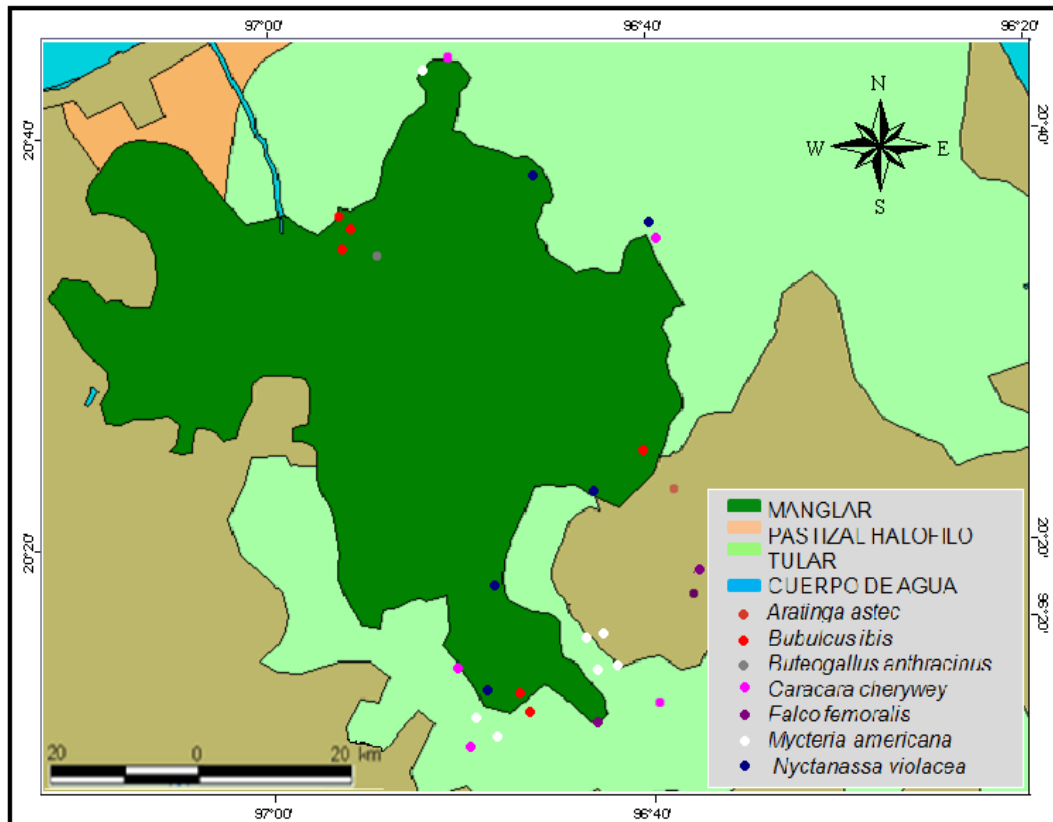 97°00'
96°40'
96°20'
20°40'
20°40'
N
W
E
S
MANGLAR
PASTIZAL HALOFILO
TULAR
CUERPO DE AGUA
Aratinga astec
Bubulcus ibis
Buteogallus anthracinus
Caracara cherywey
Falco femoralis
Mycteria americana
Nyctanassa violacea
20°20'
20°20'
96°20'
20 0 20 km
97°00'
96°40'